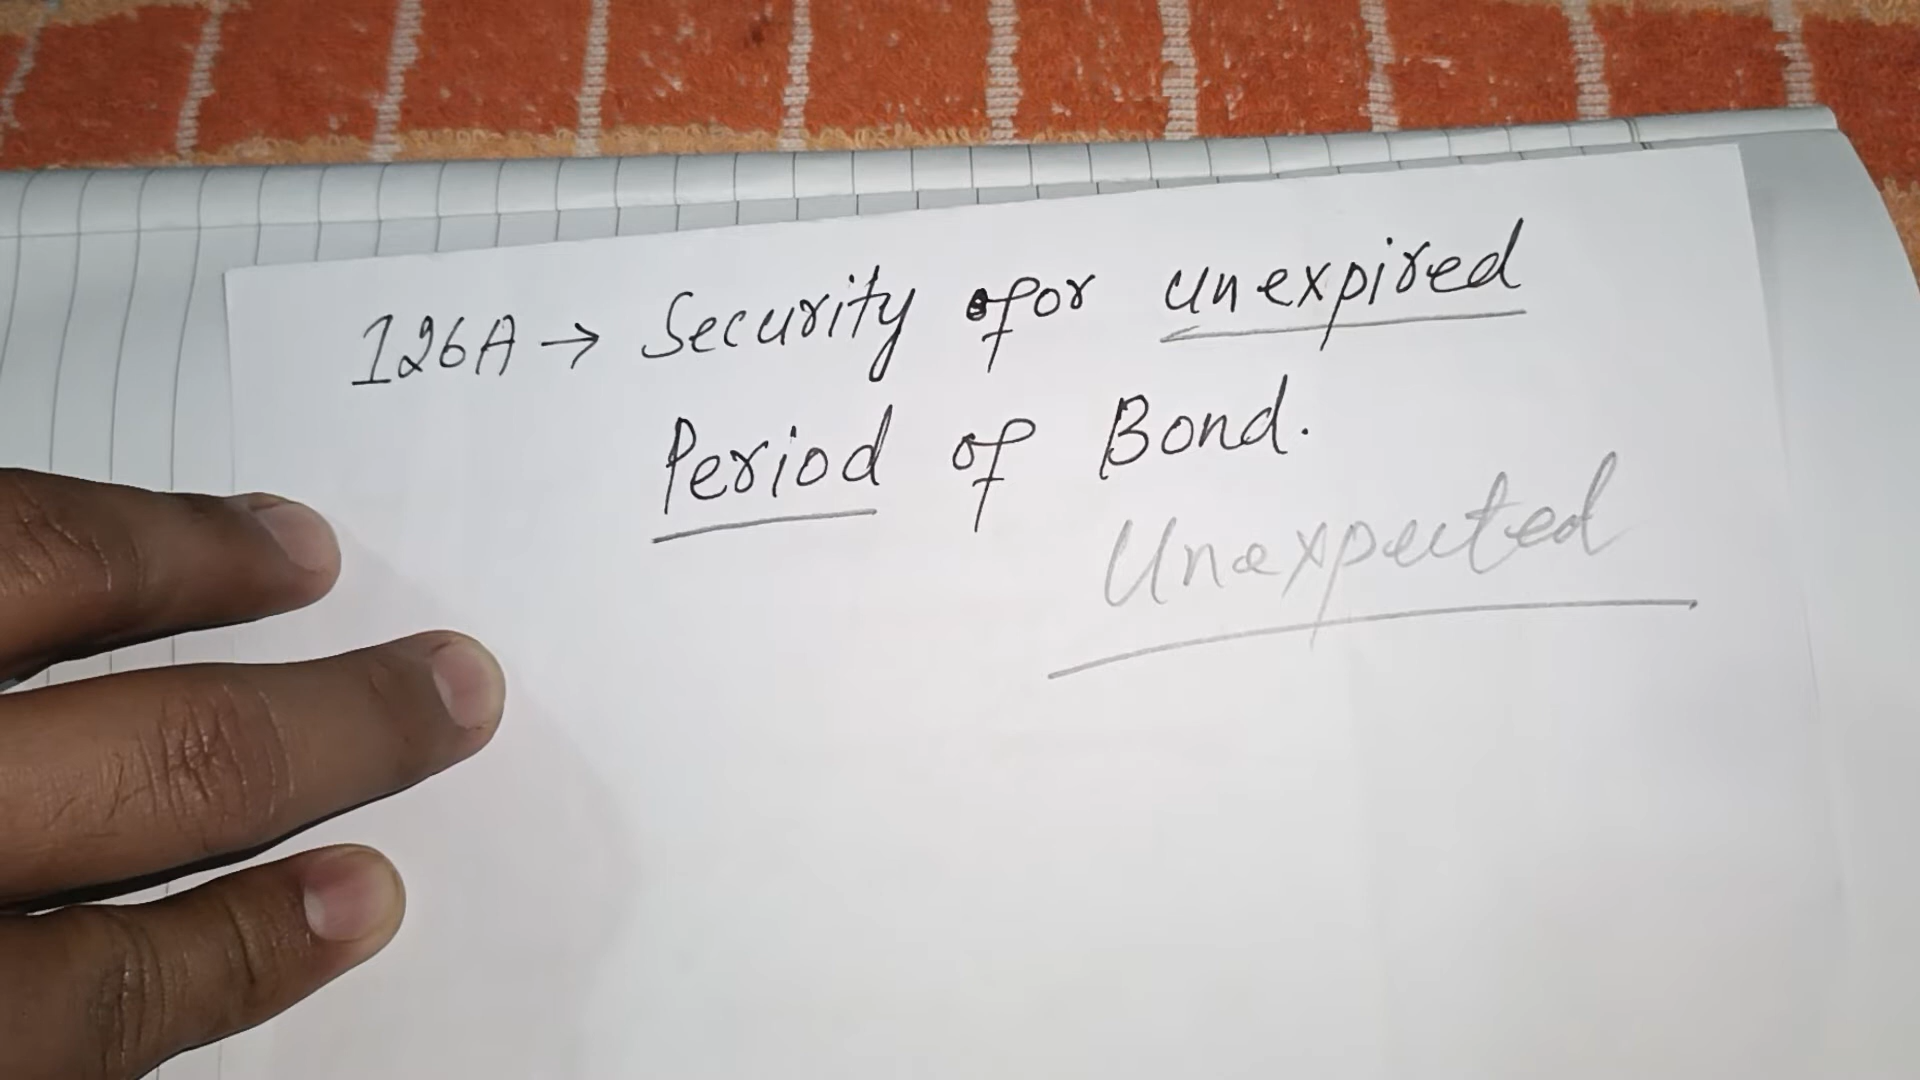 126A → Security for unexpired
Period of Bond.
Unexpected